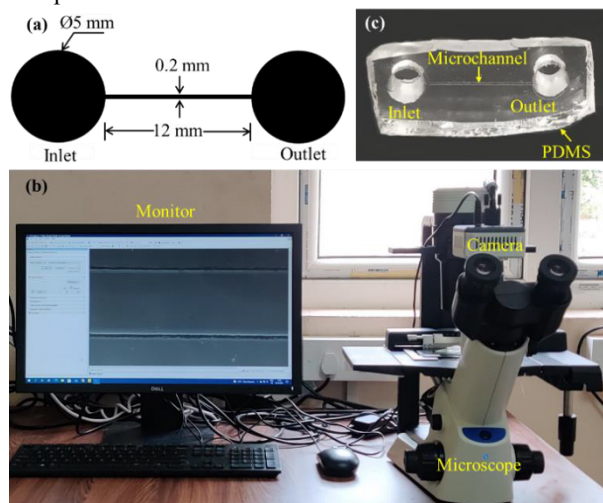 (a)
Ø5 mm
0.2 mm
12 mm
Inlet
Outlet
(c)
Microchannel
Inlet
Outlet
PDMS
(b)
Monitor
Camera
DELL
Microscope